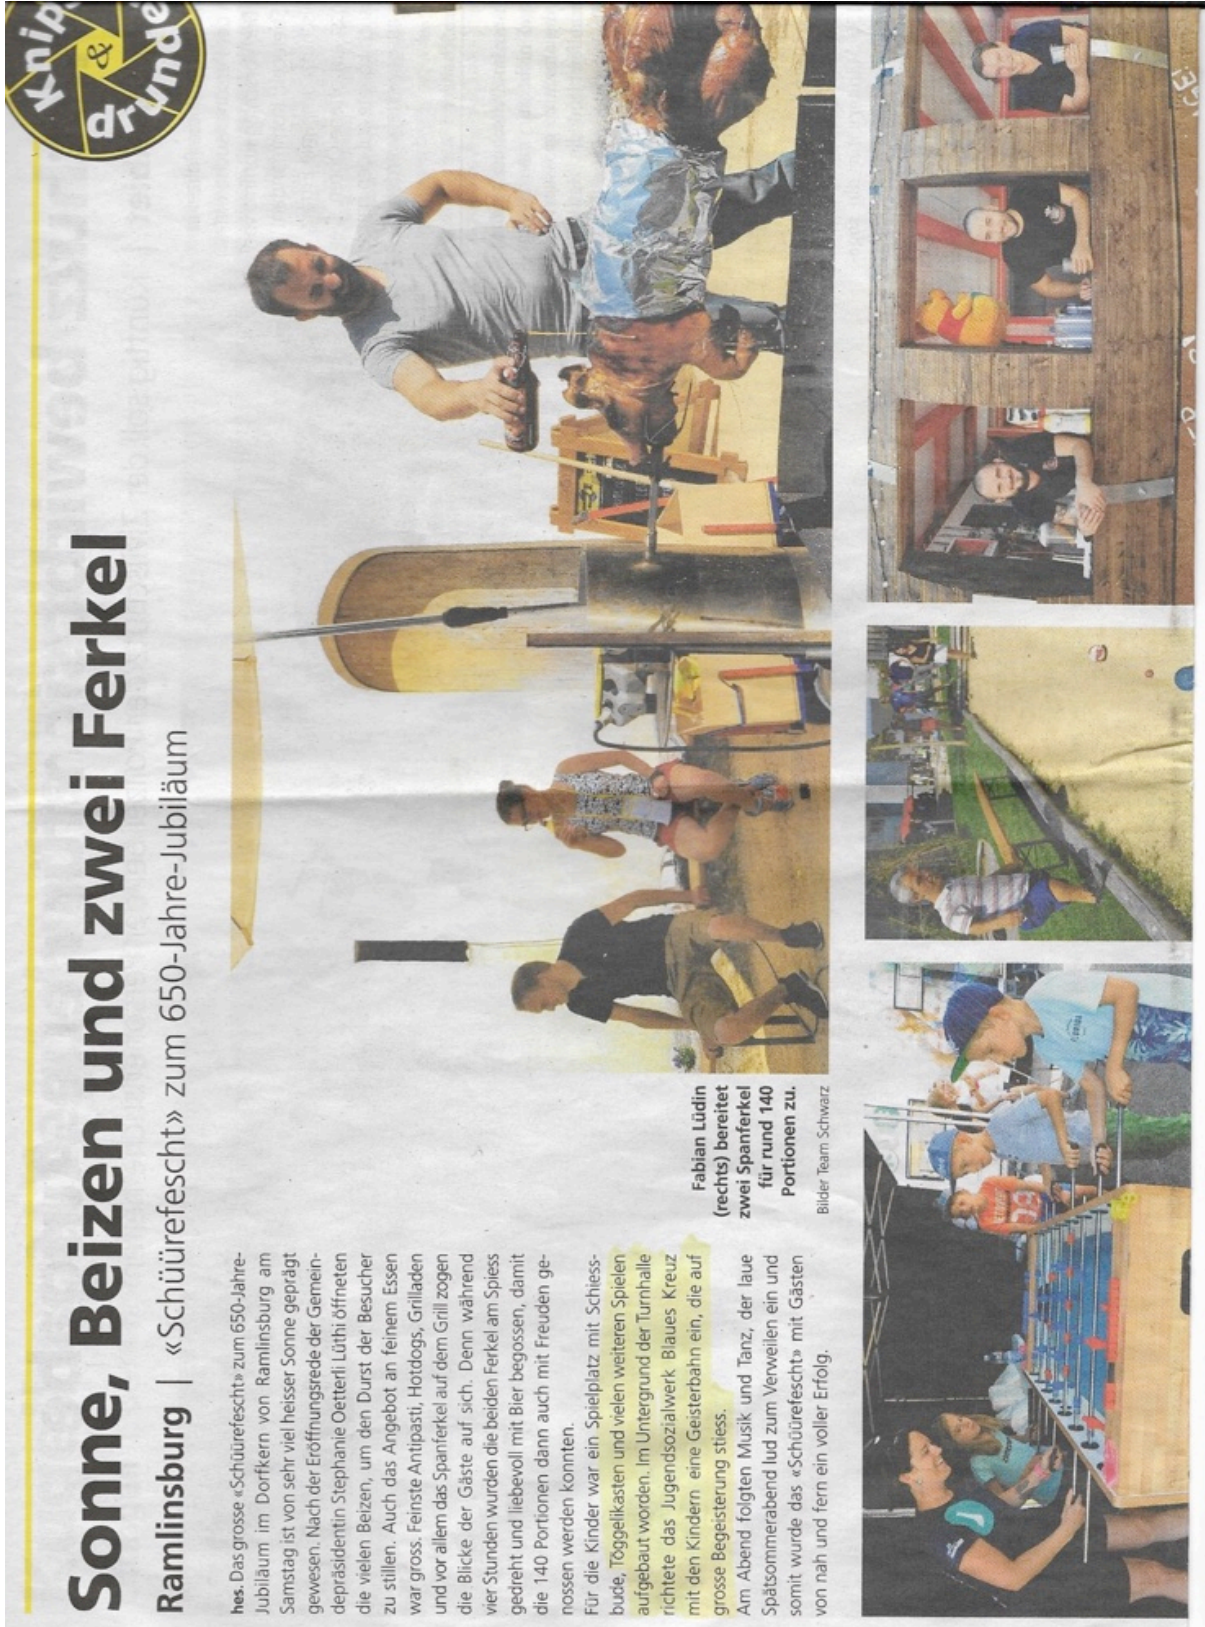 Knips
&
drunde
Sonne, Beizen und zwei Ferkel
Ramlinsburg | «Schüürefescht» zum 650-Jahre-Jubiläum
hes. Das grosse «Schüürefescht» zum 650-Jahre-
Jubiläum im Dorfkern von Ramlinsburg am
Samstag ist von sehr viel heisser Sonne geprägt
gewesen. Nach der Eröffnungsrede der Gemein-
depräsidentin Stephanie Oetterli Lüthi öffneten
die vielen Beizen, um den Durst der Besucher
zu stillen. Auch das Angebot an feinem Essen
war gross. Feinste Antipasti, Hotdogs, Grilladen
und vor allem das Spanferkel auf dem Grill zogen
die Blicke der Gäste auf sich. Denn während
vier Stunden wurden die beiden Ferkel am Spiess
gedreht und liebevoll mit Bier begossen, damit
die 140 Portionen dann auch mit Freuden ge-
nossen werden konnten.
Für die Kinder war ein Spielplatz mit Schiess-
bude, Töggelikasten und vielen weiteren Spielen
aufgebaut worden. Im Untergrund der Turnhalle
richtete das Jugendsozialwerk Blaues Kreuz
mit den Kindern eine Geisterbahn ein, die auf
grosse Begeisterung stiess.
Am Abend folgten Musik und Tanz, der laue
Spätsommerabend lud zum Verweilen ein und
somit wurde das «Schüürefescht» mit Gästen
von nah und fern ein voller Erfolg.
Fabian Lüdin
(rechts) bereitet
zwei Spanferkel
für rund 140
Portionen zu.
Bilder Team Schwarz